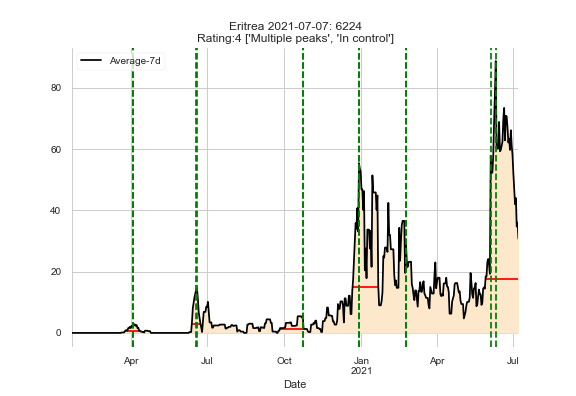 Eritrea 2021-07-07: 6224
Rating:4 ['Multiple peaks', 'In control']
Average-7d
80
60
40
20
0
Apr
Jul
Oct
Jan
2021
Apr
Jul
Date